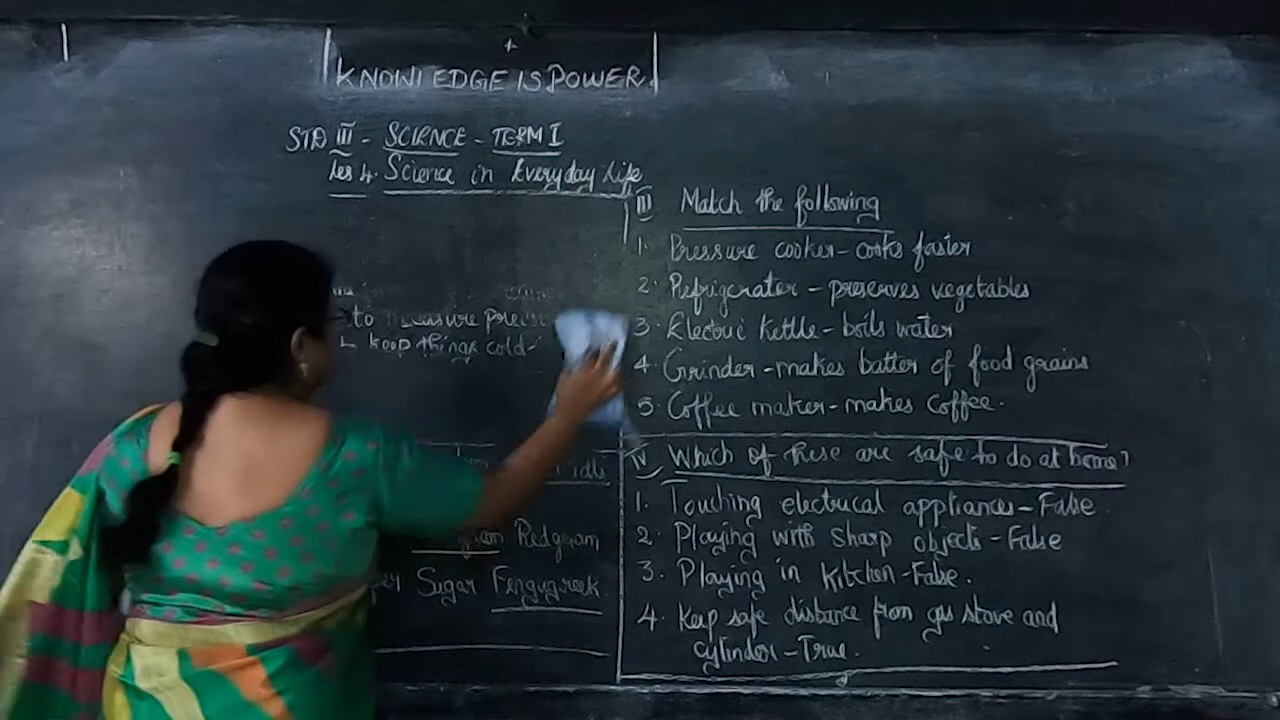 KNOWLEDGE IS POWER
STD III - SCIENCE - TERM I
Les 4. Science in Everyday Life
to measure
keep things cold
Idli
Redgram
Sugar Fengugreek
III Match the following
1. Pressure cooker - cooks faster
2. Refrigerater - preserves vegetables
3. Electric Kettle - boils water
4. Grinder - makes batter of food grains
5. Coffee maker - makes Coffee.
IV Which of these are safe to do at home?
1. Touching electrical appliances - False
2. Playing with sharp objects - False
3. Playing in Kitchen - False.
4. Keep safe distance from gas stove and
cylinder - True.